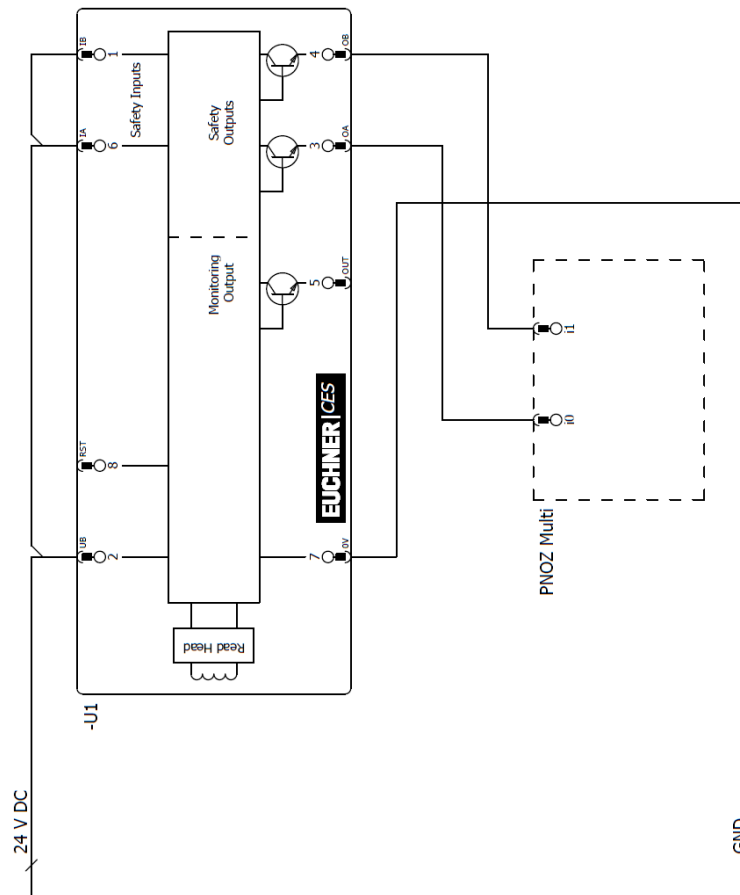 IB
1
Safety Inputs
4
OB
IA
6
Safety
Outputs
3
OA
Monitoring
Output
5
OUT
i1
EUCHNER|CES
i0
RST
8
UB
2
7
0V
PNOZ Multi
Read Head
-U1
24 V DC
GND